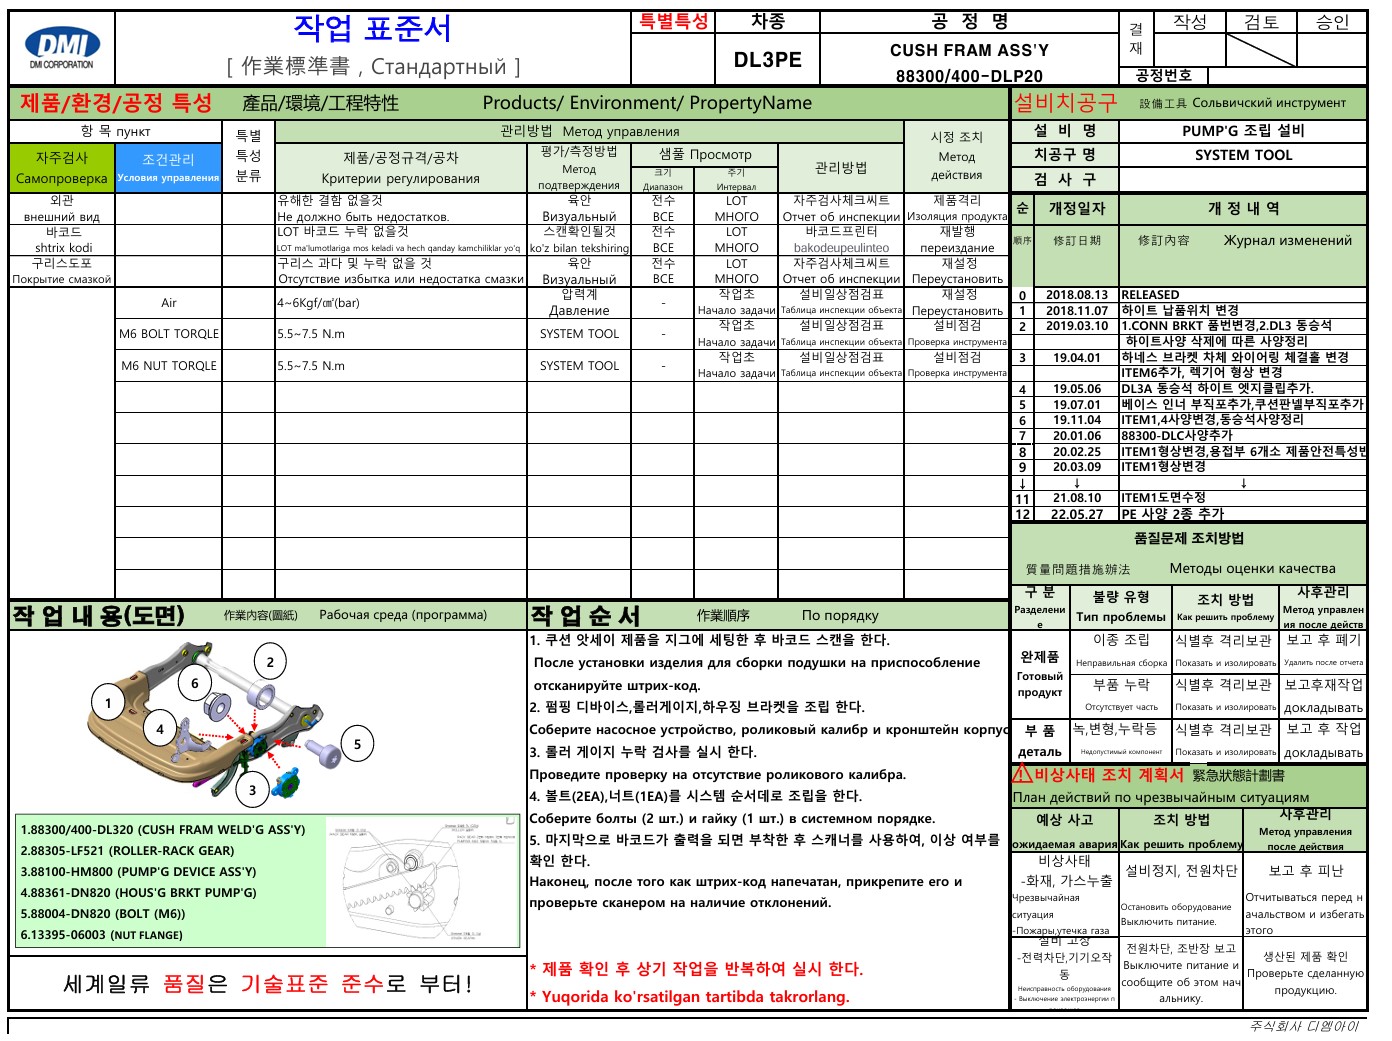 DMI
DMI CORPORATION
작업 표준서
[ 作業標準書 , Стандартный ]
특별특성
차종
공 정 명
결재
작성
검토
승인
DL3PE
CUSH FRAM ASS'Y
88300/400-DLP20
공정번호
제품/환경/공정 특성 產品/環境/工程特性 Products/ Environment/ PropertyName
설비치공구 設備工具 Сольвичский инструмент
항 목 пункт
특별
특성
분류
관리방법 Метод управления
시정 조치
Метод
действия
자주검사
Самопроверка
조건관리
Условия управления
제품/공정규격/공차
Критерии регулирования
평가/측정방법
Метод
подтверждения
샘플 Просмотр
크기
Диапазон
주기
Интервал
관리방법
외관
внешний вид
유해한 결함 없을것
Не должно быть недостатков.
육안
Визуальный
전수
ВСЕ
LOT
МНОГО
자주검사체크씨트
Отчет об инспекции
제품격리
Изоляция продукта
바코드
shtrix kodi
LOT 바코드 누락 없을것
LOT ma'lumotlariga mos keladi va hech qanday kamchiliklar yo'q
스캔확인될것
ko'z bilan tekshiring
전수
ВСЕ
LOT
МНОГО
바코드프린터
bakodeupeulinteo
재발행
переиздание
구리스도포
Покрытие смазкой
구리스 과다 및 누락 없을 것
Отсутствие избытка или недостатка смазки
육안
Визуальный
전수
ВСЕ
LOT
МНОГО
자주검사체크씨트
Отчет об инспекции
재설정
Переустановить
Air
4~6Kgf/㎠(bar)
압력계
Давление
-
작업초
Начало задачи
설비일상점검표
Таблица инспекции объекта
재설정
Переустановить
M6 BOLT TORQLE
5.5~7.5 N.m
SYSTEM TOOL
-
작업초
Начало задачи
설비일상점검표
Таблица инспекции объекта
설비점검
Проверка инструмента
M6 NUT TORQLE
5.5~7.5 N.m
SYSTEM TOOL
-
작업초
Начало задачи
설비일상점검표
Таблица инспекции объекта
설비점검
Проверка инструмента
설 비 명
PUMP'G 조립 설비
치공구 명
SYSTEM TOOL
검 사 구
순
개정일자
개 정 내 역
順序
修訂日期
修訂內容 Журнал изменений
0 2018.08.13 RELEASED
1 2018.11.07 하이트 납품위치 변경
2 2019.03.10 1.CONN BRKT 품번변경,2.DL3 동승석
하이트사양 삭제에 따른 사양정리
3 19.04.01 하네스 브라켓 차체 와이어링 체결홀 변경
ITEM6추가, 렉기어 형상 변경
4 19.05.06 DL3A 동승석 하이트 엣지클립추가.
5 19.07.01 베이스 인너 부직포추가,쿠션판넬부직포추가
6 19.11.04 ITEM1,4사양변경,동승석사양정리
7 20.01.06 88300-DLC사양추가
8 20.02.25 ITEM1형상변경,용접부 6개소 제품안전특성변
9 20.03.09 ITEM1형상변경
↓ ↓ ↓
11 21.08.10 ITEM1도면수정
12 22.05.27 PE 사양 2종 추가
품질문제 조치방법
質量問題措施辦法 Методы оценки качества
구 분
Разделени
е
불량 유형
Тип проблемы
조치 방법
Как решить проблему
사후관리
Метод управлен
ия после действ
완제품
Готовый
продукт
이종 조립
Неправильная сборка
식별후 격리보관
Показать и изолировать
보고 후 폐기
Удалить после отчета
부품 누락
Отсутствует часть
식별후 격리보관
Показать и изолировать
보고후재작업
докладывать
부 품
деталь
녹,변형,누락등
Недопустимый компонент
식별후 격리보관
Показать и изолировать
보고 후 작업
докладывать
비상사태 조치 계획서 緊急狀態計劃書
План действий по чрезвычайным ситуациям
예상 사고
ожидаемая авария
조치 방법
Как решить проблему
사후관리
Метод управления
после действия
비상사태
-화재, 가스누출
Чрезвычайная
ситуация
-Пожары,утечка газа
설비정지, 전원차단
Остановить оборудование
Выключить питание.
보고 후 피난
Отчитываться перед н
ачальством и избегать
этого
설비 고장
-전력차단,기기오작
동
Неисправность оборудования
- Выключение электроэнергии п
전원차단, 조반장 보고
Выключите питание и
сообщите об этом нач
альнику.
생산된 제품 확인
Проверьте сделанную
продукцию.
작 업 내 용(도면) 作業內容(圖紙) Рабочая среда (программа)
1
2
3
4
5
6
1.88300/400-DL320 (CUSH FRAM WELD'G ASS'Y)
2.88305-LF521 (ROLLER-RACK GEAR)
3.88100-HM800 (PUMP'G DEVICE ASS'Y)
4.88361-DN820 (HOUS'G BRKT PUMP'G)
5.88004-DN820 (BOLT (M6))
6.13395-06003 (NUT FLANGE)
세계일류 품질은 기술표준 준수로 부터!
작 업 순 서 作業順序 По порядку
1. 쿠션 앗세이 제품을 지그에 세팅한 후 바코드 스캔을 한다.
После установки изделия для сборки подушки на приспособление
отсканируйте штрих-код.
2. 펌핑 디바이스,롤러게이지,하우징 브라켓을 조립 한다.
Соберите насосное устройство, роликовый калибр и кронштейн корпус
3. 롤러 게이지 누락 검사를 실시 한다.
Проведите проверку на отсутствие роликового калибра.
4. 볼트(2EA),너트(1EA)를 시스템 순서데로 조립을 한다.
Соберите болты (2 шт.) и гайку (1 шт.) в системном порядке.
5. 마지막으로 바코드가 출력을 되면 부착한 후 스캐너를 사용하여, 이상 여부를
확인 한다.
Наконец, после того как штрих-код напечатан, прикрепите его и
проверьте сканером на наличие отклонений.
* 제품 확인 후 상기 작업을 반복하여 실시 한다.
* Yuqorida ko'rsatilgan tartibda takrorlang.
주식회사 디엠아이